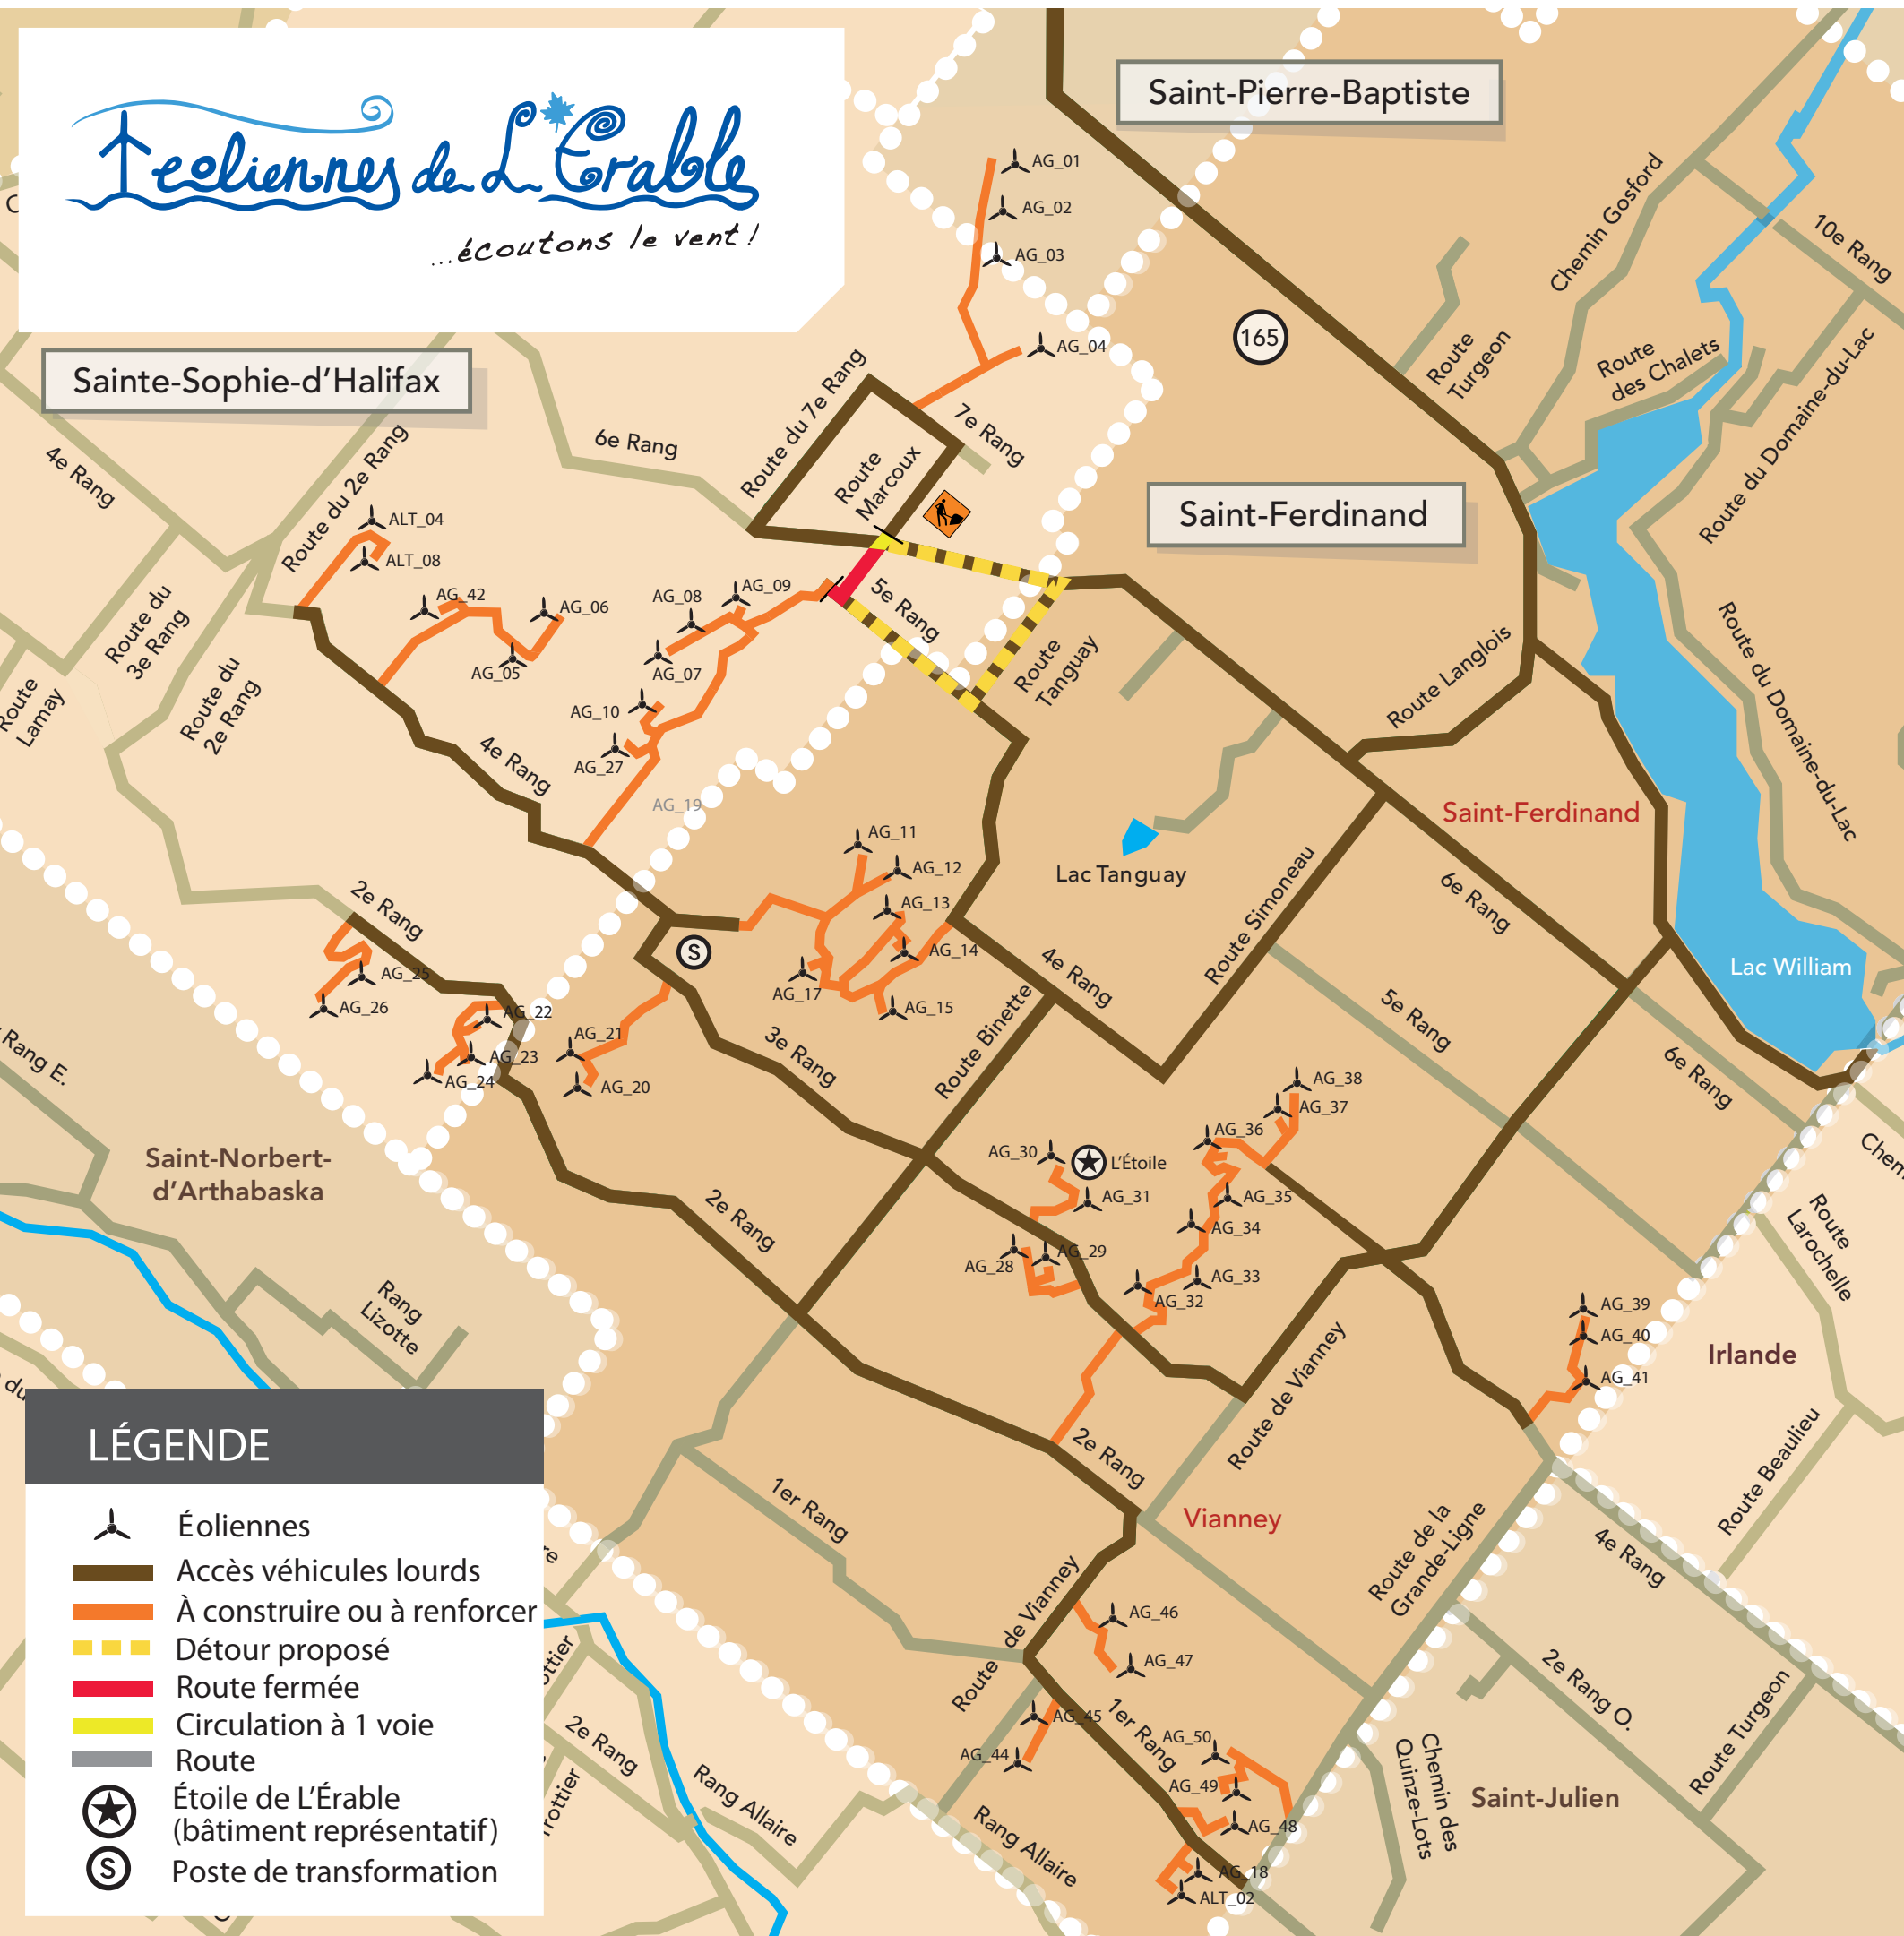 Éoliennes de L'Érable
...écoutons le vent!
Saint-Pierre-Baptiste
Sainte-Sophie-d'Halifax
Saint-Ferdinand
165
AG_01
AG_02
AG_03
AG_04
Chemin Gosford
10e Rang
Route
Turgeon
Route
des Chalets
Route du Domaine-du-Lac
Route du Domaine-du-Lac
Route du 7e Rang
7e Rang
6e Rang
Route
Marcoux
4e Rang
Route du 2e Rang
ALT_04
ALT_08
AG_42
AG_06
AG_05
AG_08
AG_09
AG_07
AG_10
AG_27
AG_19
5e Rang
Route
Tanguay
Route Langlois
Route du
3e Rang
Route du
2e Rang
Route
Lamay
4e Rang
Saint-Ferdinand
Lac Tanguay
Route Simoneau
6e Rang
Lac William
AG_11
AG_12
AG_13
AG_14
AG_15
AG_17
S
2e Rang
AG_25
AG_26
AG_22
AG_23
AG_24
AG_21
AG_20
3e Rang
Route Binette
4e Rang
5e Rang
6e Rang
Rang E.
Saint-Norbert-
d'Arthabaska
Rang
Lizotte
2e Rang
AG_30
L'Étoile
AG_31
AG_28
AG_29
AG_38
AG_37
AG_36
AG_35
AG_34
AG_33
AG_32
AG_39
AG_40
AG_41
Irlande
Route
Larochelle
Chem
Route Beaulieu
Route de Vianney
2e Rang
Vianney
1er Rang
Route de la
Grande-Ligne
4e Rang
2e Rang O.
Route Turgeon
Saint-Julien
Chemin des
Quinze-Lots
Route de Vianney
AG_46
AG_47
AG_45
AG_44
1er Rang
AG_50
AG_49
AG_48
AG_18
ALT_02
Rang Allaire
Rang Allaire
2e Rang
ottier
rottier
re
du
LÉGENDE
Éoliennes
Accès véhicules lourds
À construire ou à renforcer
Détour proposé
Route fermée
Circulation à 1 voie
Route
Étoile de L'Érable
(bâtiment représentatif)
S
Poste de transformation